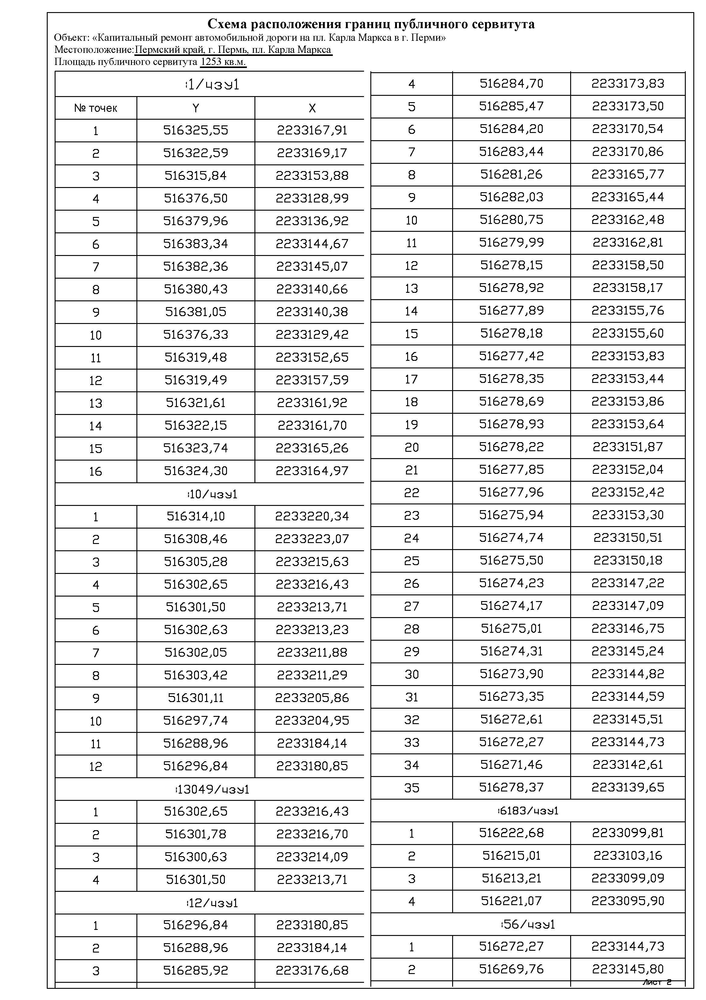 Схема расположения границ публичного сервитута
Объект: «Капитальный ремонт автомобильной дороги на пл. Карла Маркса в г. Перми»
Местоположение:Пермский край, г. Пермь, пл. Карла Маркса
Площадь публичного сервитута 1253 кв.м.
:1/чзу1
№ точек Y X
1 516325,55 2233167,91
2 516322,59 2233169,17
3 516315,84 2233153,88
4 516376,50 2233128,99
5 516379,96 2233136,92
6 516383,34 2233144,67
7 516382,36 2233145,07
8 516380,43 2233140,66
9 516381,05 2233140,38
10 516376,33 2233129,42
11 516319,48 2233152,65
12 516319,49 2233157,59
13 516321,61 2233161,92
14 516322,15 2233161,70
15 516323,74 2233165,26
16 516324,30 2233164,97
:10/чзу1
1 516314,10 2233220,34
2 516308,46 2233223,07
3 516305,28 2233215,63
4 516302,65 2233216,43
5 516301,50 2233213,71
6 516302,63 2233213,23
7 516302,05 2233211,88
8 516303,42 2233211,29
9 516301,11 2233205,86
10 516297,74 2233204,95
11 516288,96 2233184,14
12 516296,84 2233180,85
:13049/чзу1
1 516302,65 2233216,43
2 516301,78 2233216,70
3 516300,63 2233214,09
4 516301,50 2233213,71
:12/чзу1
1 516296,84 2233180,85
2 516288,96 2233184,14
3 516285,92 2233176,68
4 516284,70 2233173,83
5 516285,47 2233173,50
6 516284,20 2233170,54
7 516283,44 2233170,86
8 516281,26 2233165,77
9 516282,03 2233165,44
10 516280,75 2233162,48
11 516279,99 2233162,81
12 516278,15 2233158,50
13 516278,92 2233158,17
14 516277,89 2233155,76
15 516278,18 2233155,60
16 516277,42 2233153,83
17 516278,35 2233153,44
18 516278,69 2233153,86
19 516278,93 2233153,64
20 516278,22 2233151,87
21 516277,85 2233152,04
22 516277,96 2233152,42
23 516275,94 2233153,30
24 516274,74 2233150,51
25 516275,50 2233150,18
26 516274,23 2233147,22
27 516274,17 2233147,09
28 516275,01 2233146,75
29 516274,31 2233145,24
30 516273,90 2233144,82
31 516273,35 2233144,59
32 516272,61 2233145,51
33 516272,27 2233144,73
34 516271,46 2233142,61
35 516278,37 2233139,65
:6183/чзу1
1 516222,68 2233099,81
2 516215,01 2233103,16
3 516213,21 2233099,09
4 516221,07 2233095,90
:56/чзу1
1 516272,27 2233144,73
2 516269,76 2233145,80
Лист 2